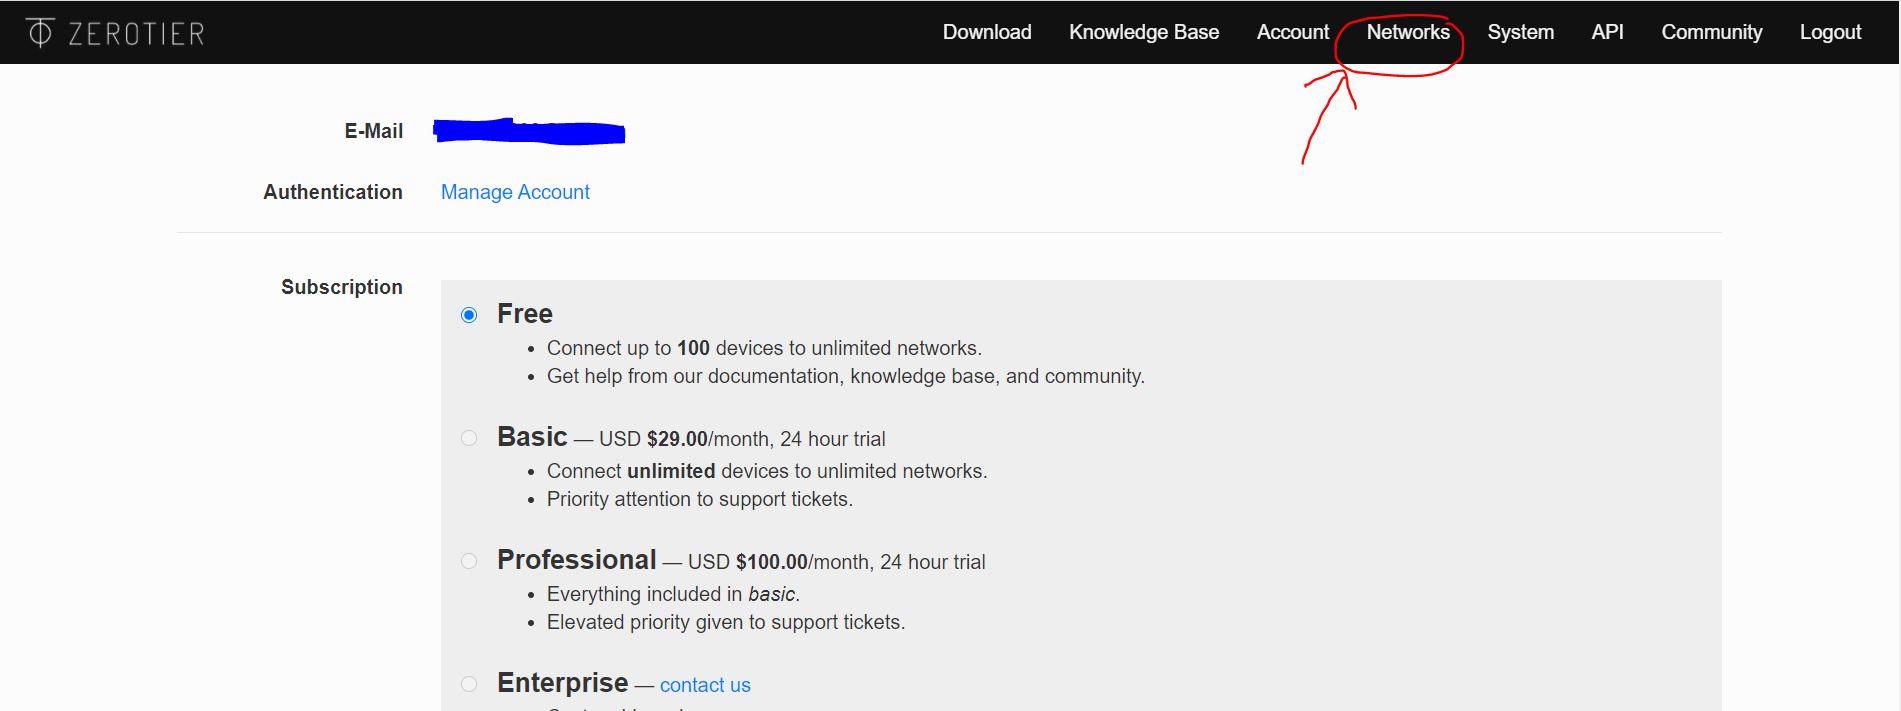 ZEROTIER
Download Knowledge Base Account Networks System API Community Logout
E-Mail
Authentication Manage Account
Subscription
Free
Connect up to 100 devices to unlimited networks.
Get help from our documentation, knowledge base, and community.
Basic — USD $29.00/month, 24 hour trial
Connect unlimited devices to unlimited networks.
Priority attention to support tickets.
Professional — USD $100.00/month, 24 hour trial
Everything included in basic.
Elevated priority given to support tickets.
Enterprise — contact us